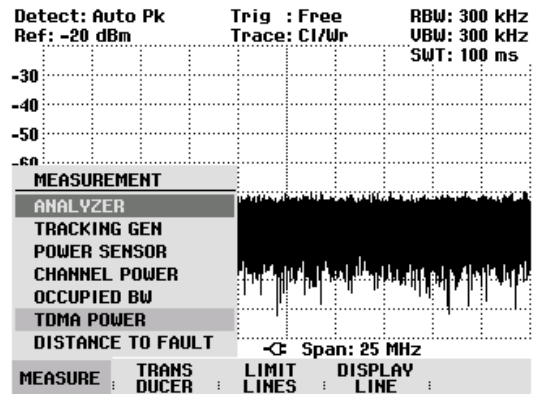 Detect: Auto Pk Trig : Free RBW: 300 kHz
Ref: -20 dBm Trace: Cl/Wr VBW: 300 kHz
SWT: 100 ms
-30
-40
-50
-60
MEASUREMENT
ANALYZER
TRACKING GEN
POWER SENSOR
CHANNEL POWER
OCCUPIED BW
TDMA POWER
DISTANCE TO FAULT
Span: 25 MHz
MEASURE : TRANS DUCER : LIMIT LINES : DISPLAY LINE :